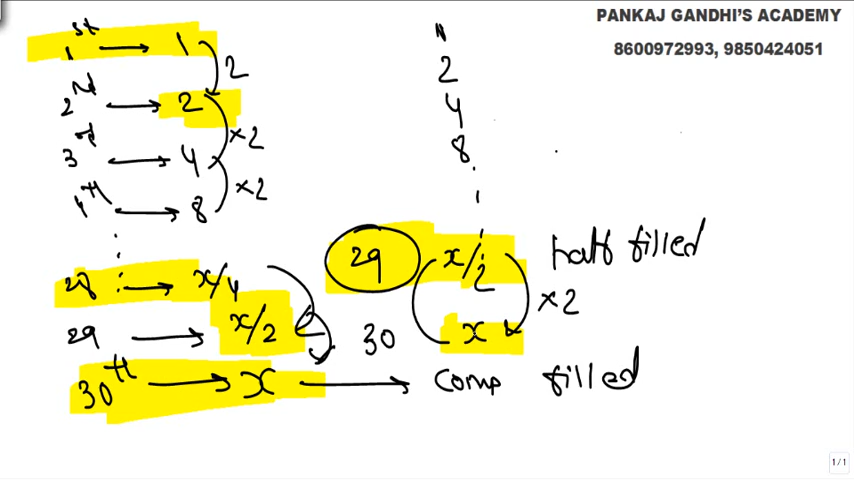 PANKAJ GANDHI'S ACADEMY
8600972993, 9850424051
1st → 1
2
2nd → 2
×2
3rd → 4
×2
4th → 8
28 → x/4
29 → x/2
30th → x → comp filled
2
4
8
29 x/2 half filled
×2
30 x
1/1